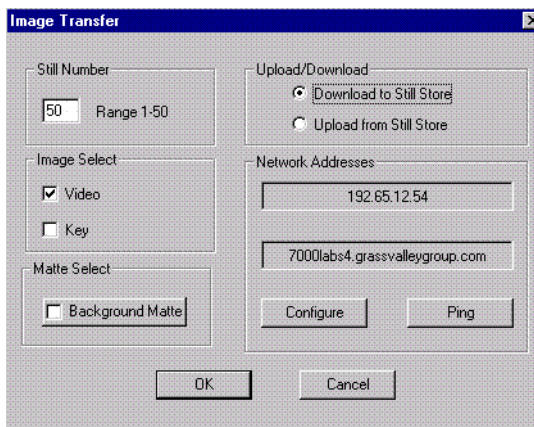 Image Transfer
Still Number
50 Range 1-50
Upload/Download
Download to Still Store
Upload from Still Store
Image Select
Video
Key
Network Addresses
192.65.12.54
7000labs4.grassvalleygroup.com
Configure Ping
Matte Select
Background Matte
OK Cancel